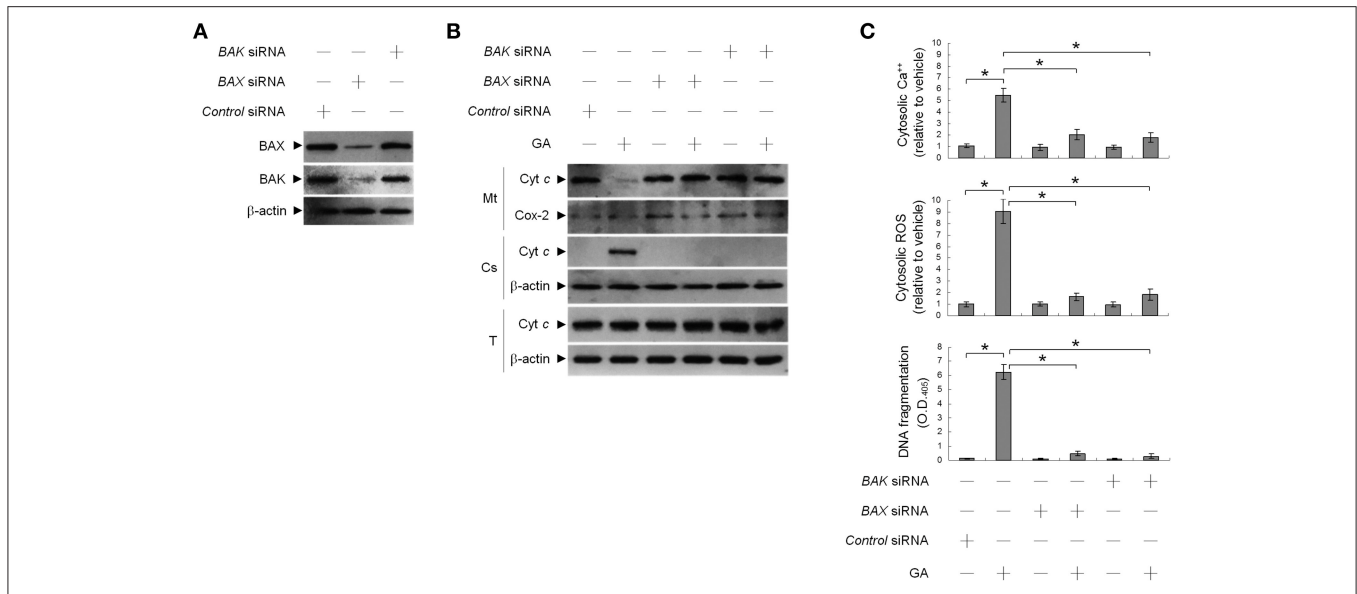 A
BAK siRNA — — +
BAX siRNA — + —
Control siRNA + — —
BAX
BAK
β-actin
B
BAK siRNA — — — — + +
BAX siRNA — — + + — —
Control siRNA + — — — — —
GA — + — + — +
Mt
Cyt c
Cox-2
Cs
Cyt c
β-actin
T
Cyt c
β-actin
C
Cytosolic Ca⁺⁺
(relative to vehicle)
10
9
8
7
6
5
4
3
2
1
0
* * *
Cytosolic ROS
(relative to vehicle)
10
9
8
7
6
5
4
3
2
1
0
* * *
DNA fragmentation
(O.D.₄₀₅)
8
7
6
5
4
3
2
1
0
* * *
BAK siRNA — — — — + +
BAX siRNA — — + + — —
Control siRNA + — — — — —
GA — + — + — +